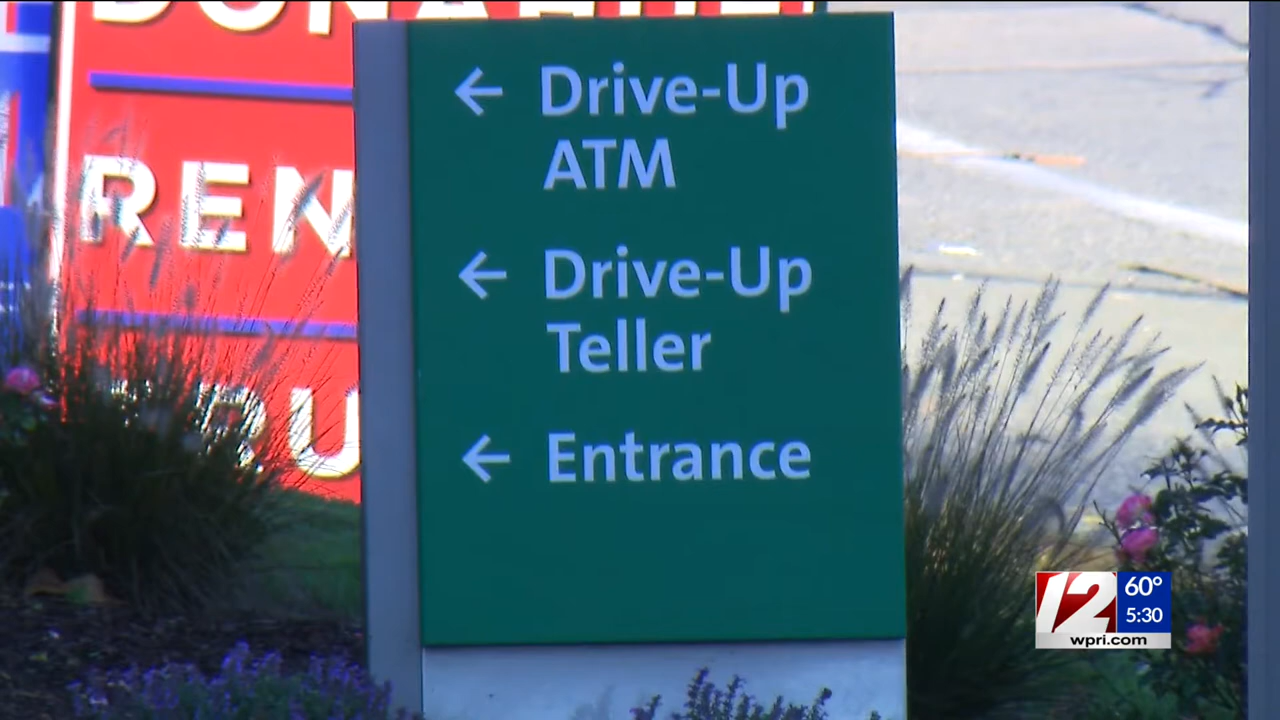 REN
← Drive-Up
ATM
← Drive-Up
Teller
← Entrance
12
60°
5:30
wpri.com